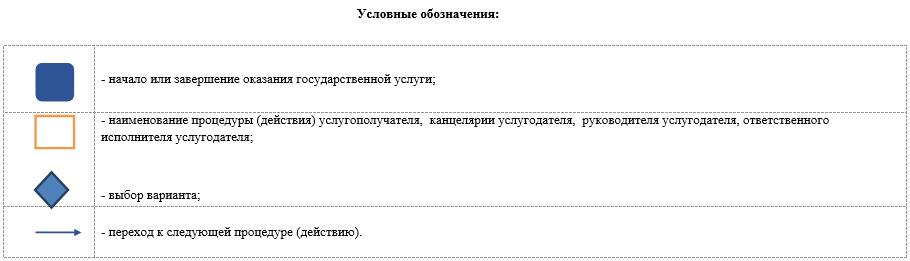 Условные обозначения:
- начало или завершение оказания государственной услуги;
- наименование процедуры (действия) услугополучателя, канцелярии услугодателя, руководителя услугодателя, ответственного
исполнителя услугодателя;
- выбор варианта;
- переход к следующей процедуре (действию).